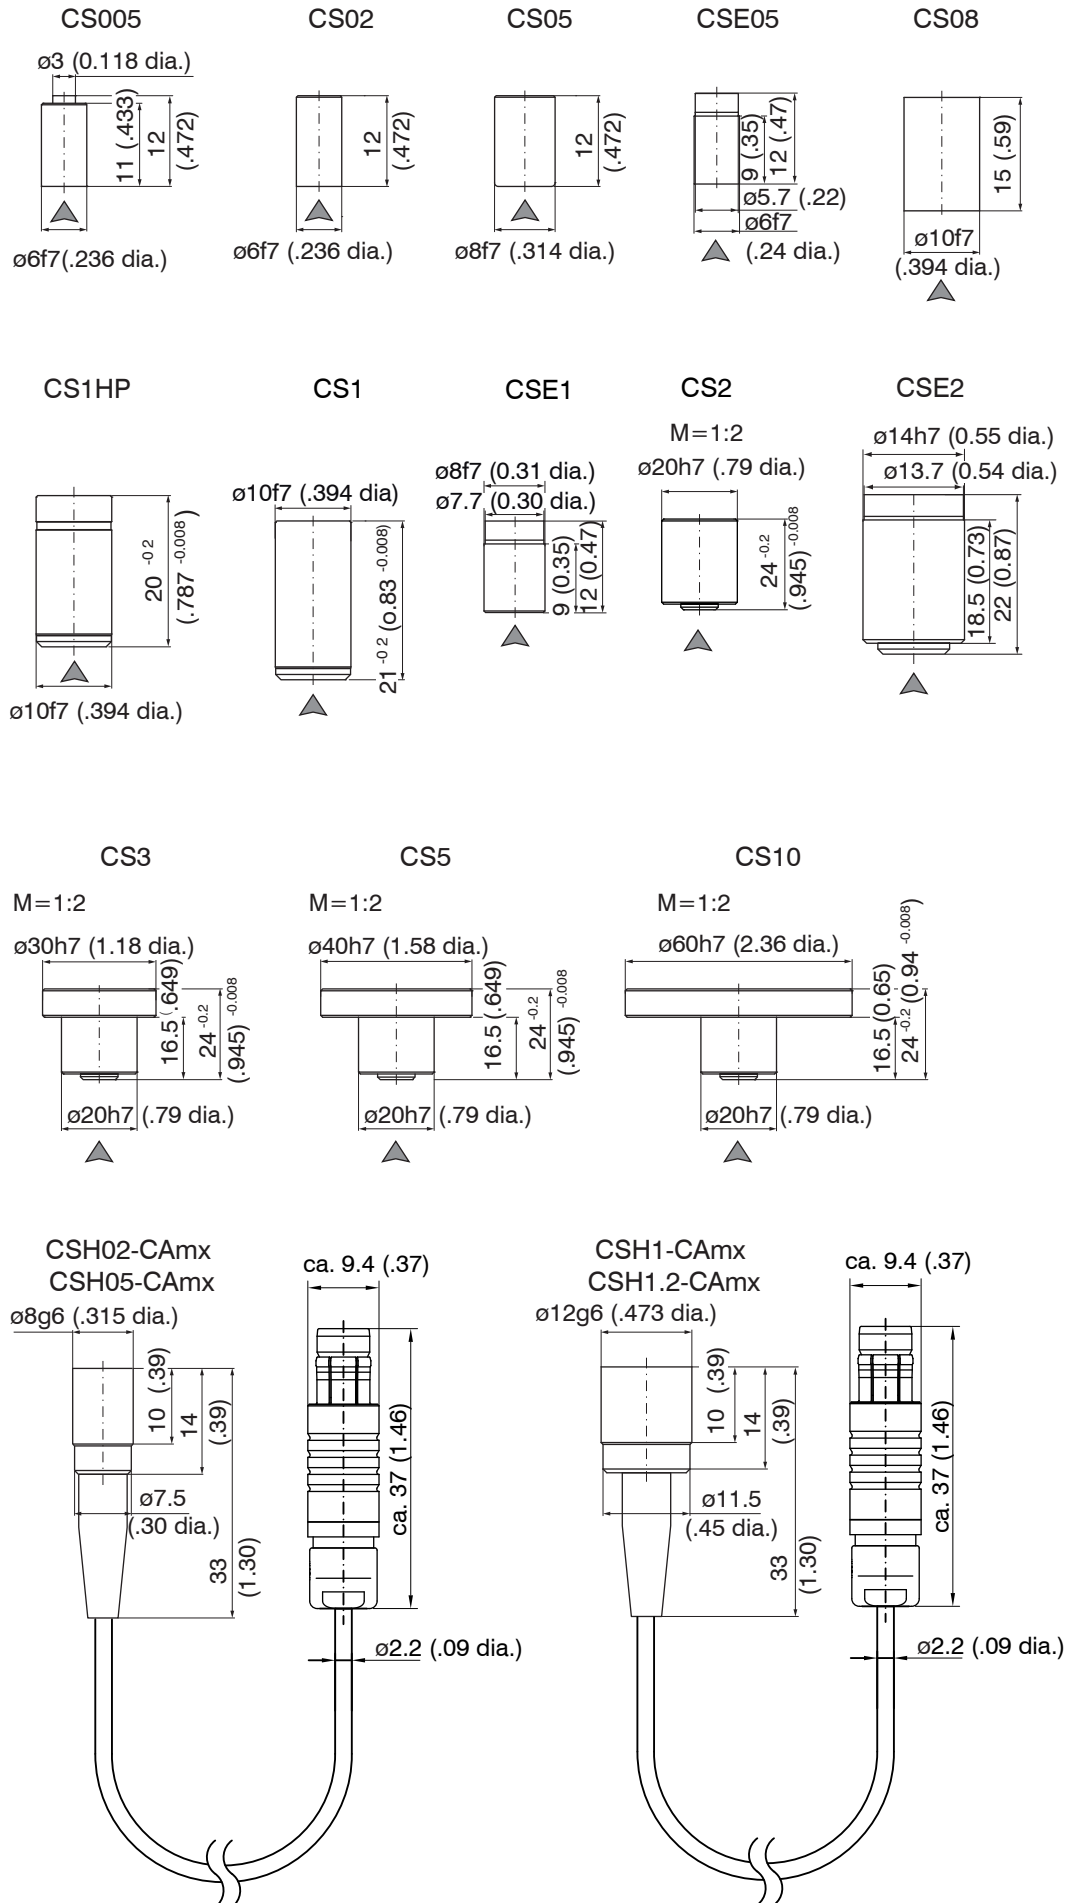 CS005
CS02
CS05
CSE05
CS08
ø3 (0.118 dia.)
11 (.433)
12
(.472)
ø6f7(.236 dia.)
12
(.472)
ø6f7 (.236 dia.)
12
(.472)
ø8f7 (.314 dia.)
9 (.35)
12 (.47)
ø5.7 (.22)
ø6f7
(.24 dia.)
15 (.59)
ø10f7
(.394 dia.)
CS1HP
CS1
CSE1
CS2
CSE2
20 -0.2
(.787 -0.008)
ø10f7 (.394 dia.)
ø10f7 (.394 dia)
21 -0.2 (o.83 -0.008)
ø8f7 (0.31 dia.)
ø7.7 (0.30 dia.)
9 (0.35)
12 (0.47)
M=1:2
ø20h7 (.79 dia.)
24 -0.2
(.945) -0.008
ø14h7 (0.55 dia.)
ø13.7 (0.54 dia.)
18.5 (0.73)
22 (0.87)
CS3
CS5
CS10
M=1:2
ø30h7 (1.18 dia.)
16.5 (.649)
24 -0.2
(.945) -0.008
ø20h7 (.79 dia.)
M=1:2
ø40h7 (1.58 dia.)
16.5 (.649)
24 -0.2
(.945) -0.008
ø20h7 (.79 dia.)
M=1:2
ø60h7 (2.36 dia.)
16.5 (0.65)
24 -0.2 (0.94 -0.008)
ø20h7 (.79 dia.)
CSH02-CAmx
CSH05-CAmx
ø8g6 (.315 dia.)
10 (.39)
14
(.39)
ø7.5
(.30 dia.)
33
(1.30)
ca. 9.4 (.37)
ca. 37 (1.46)
ø2.2 (.09 dia.)
CSH1-CAmx
CSH1.2-CAmx
ø12g6 (.473 dia.)
10 (.39)
14
(.39)
ø11.5
(.45 dia.)
33
(1.30)
ca. 9.4 (.37)
ca. 37 (1.46)
ø2.2 (.09 dia.)